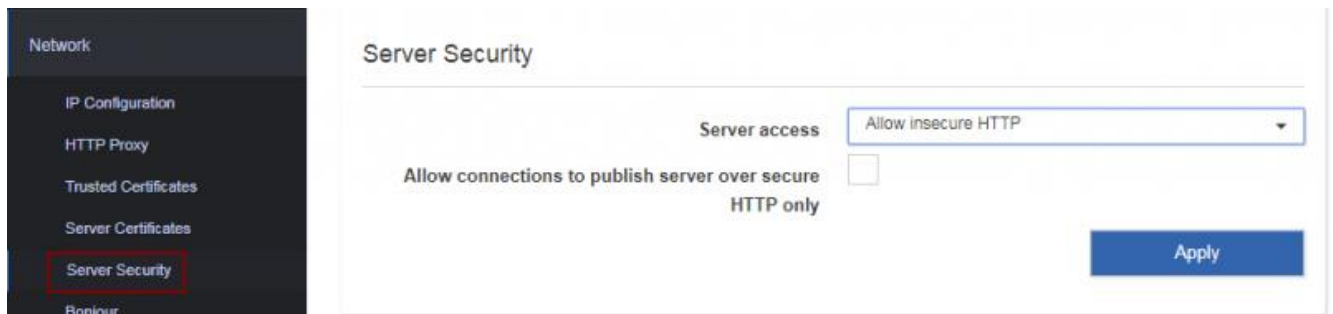 Network
IP Configuration
HTTP Proxy
Trusted Certificates
Server Certificates
Server Security
Bonjour
Server Security
Server access
Allow insecure HTTP
Allow connections to publish server over secure
HTTP only
Apply